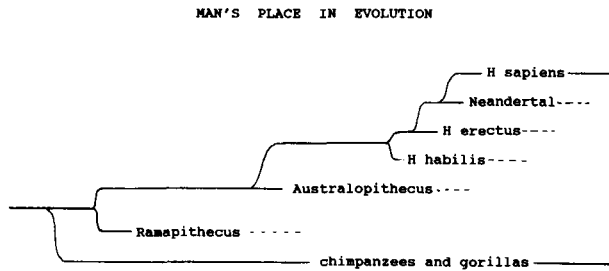 MAN'S PLACE IN EVOLUTION
H sapiens
Neandertal
H erectus
H habilis
Australopithecus
Ramapithecus
chimpanzees and gorillas